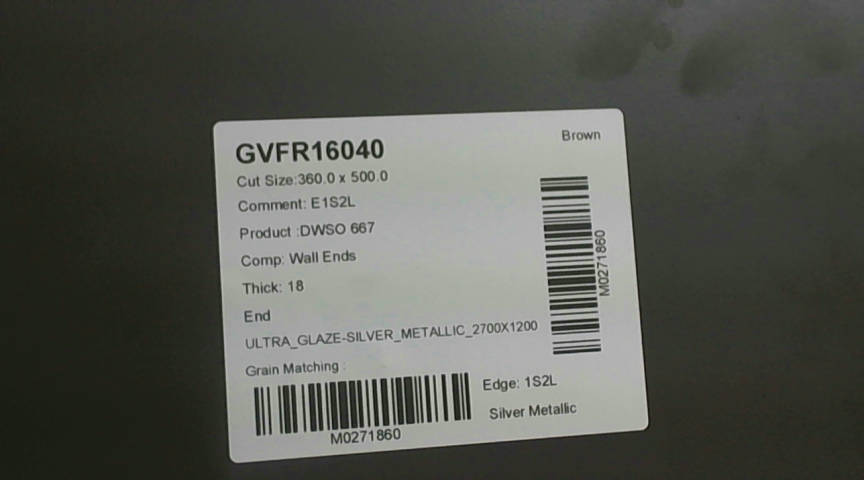 GVFR16040
Brown
Cut Size:360.0 x 500.0
Comment: E1S2L
Product :DWSO 667
Comp: Wall Ends
Thick: 18
End
ULTRA_GLAZE-SILVER_METALLIC_2700X1200
Grain Matching :
M0271860
Edge: 1S2L
Silver Metallic
M0271860